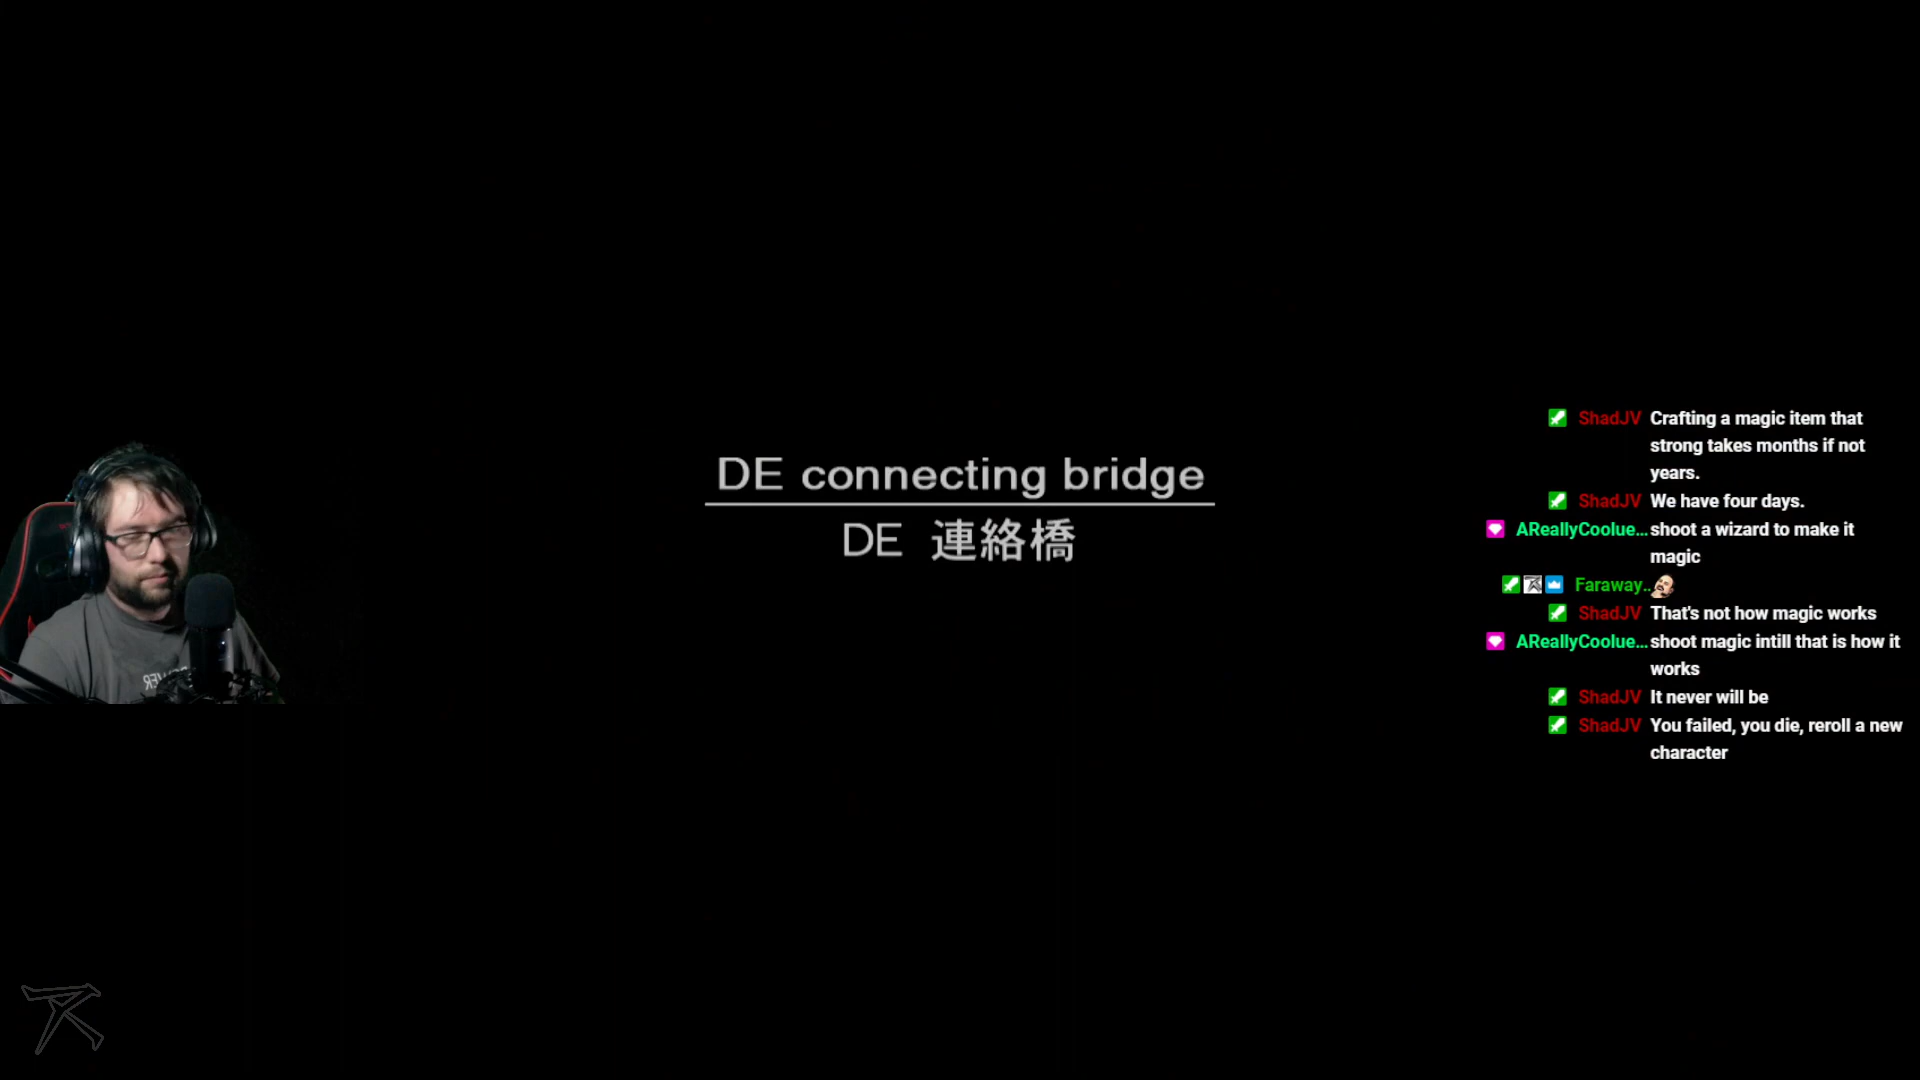 DE connecting bridge
DE 連絡橋
ShadJV Crafting a magic item that
strong takes months if not
years.
ShadJV We have four days.
AReallyCoolue... shoot a wizard to make it
magic
Faraway..
ShadJV That's not how magic works
AReallyCoolue... shoot magic intill that is how it
works
ShadJV It never will be
ShadJV You failed, you die, reroll a new
character